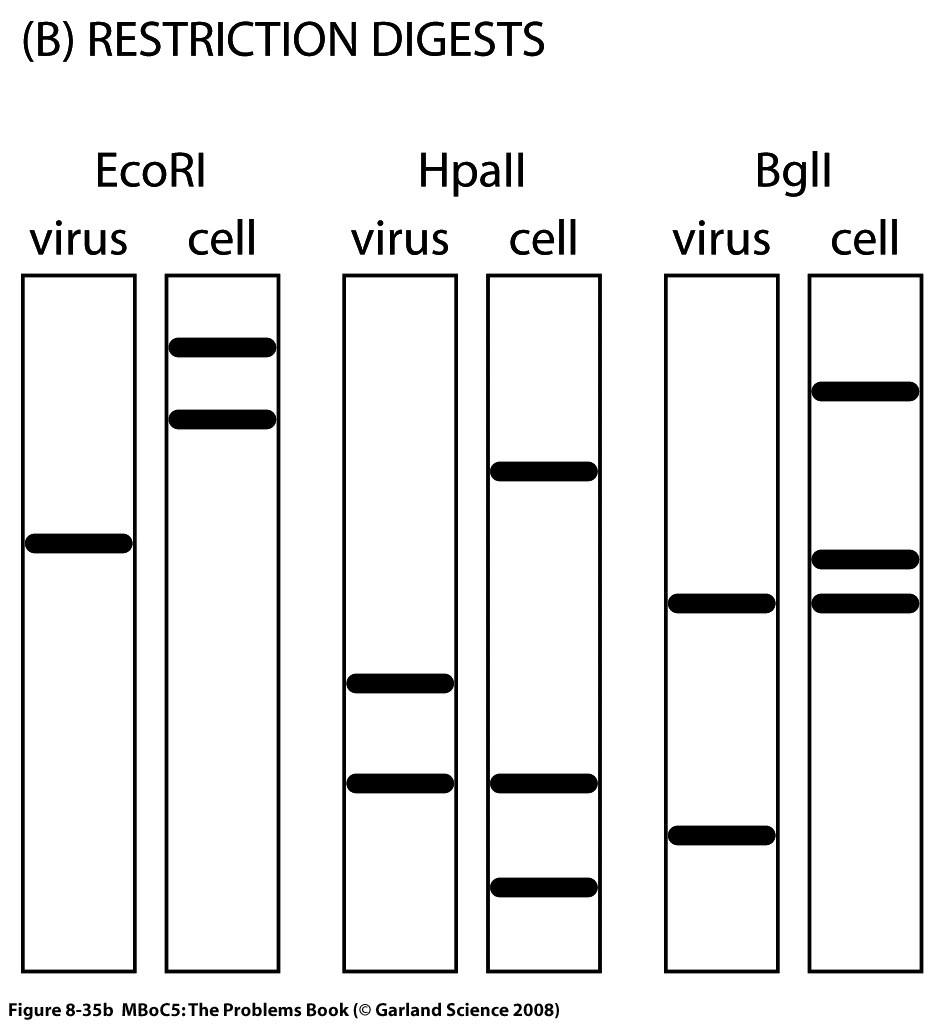 (B) RESTRICTION DIGESTS
EcoRI HpaII BglI
virus cell virus cell virus cell
Figure 8-35b MBoC5: The Problems Book (© Garland Science 2008)